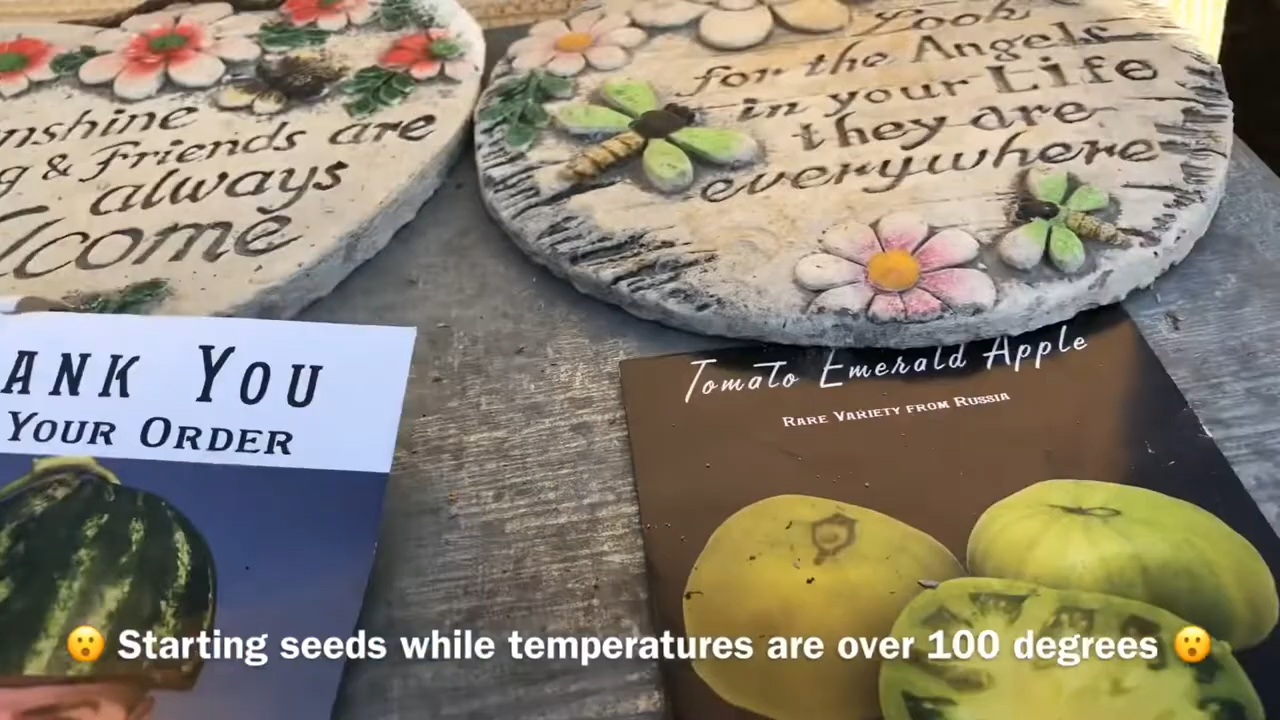 nshine
g & Friends are
always
lcome
Look
for the Angels
in your Life
they are
everywhere
ANK YOU
YOUR ORDER
Tomato Emerald Apple
RARE VARIETY FROM RUSSIA
😮 Starting seeds while temperatures are over 100 degrees 😮